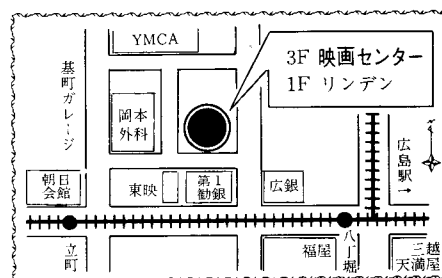 YMCA
3F 映画センター
1F リンデン
基町ガレージ
岡本
外科
広島駅→
朝日
会館
東映
第1
勧銀
広銀
立町
福屋
八丁堀
三越
天満屋